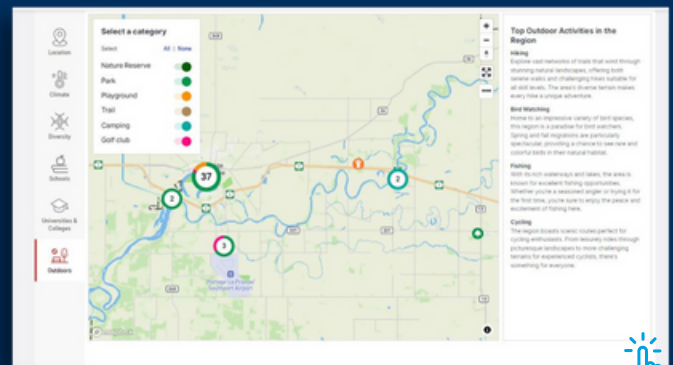 Location
Climate
Diversity
Schools
Universities &
Colleges
Outdoors
Select a category
Select All | None
Nature Reserve
Park
Playground
Trail
Camping
Golf club
37
2
2
3
Portage La Prairie/
Southport Airport
mapbox
Top Outdoor Activities in the
Region
Hiking
Explore vast networks of trails that wind through
stunning natural landscapes, offering both
serene walks and challenging hikes suitable for
all skill levels. The area's diverse terrain makes
every hike a unique adventure.
Bird Watching
Home to an impressive variety of bird species,
this region is a paradise for bird watchers.
Spring and fall migrations are particularly
spectacular, providing a chance to see rare and
colorful birds in their natural habitat.
Fishing
With its rich waterways and lakes, the area is
known for excellent fishing opportunities.
Whether you're a seasoned angler or trying it for
the first time, you're sure to enjoy the peace and
excitement of fishing here.
Cycling
The region boasts scenic routes perfect for
cycling enthusiasts. From leisurely rides through
picturesque landscapes to more challenging
terrains for experienced cyclists, there's
something for everyone.